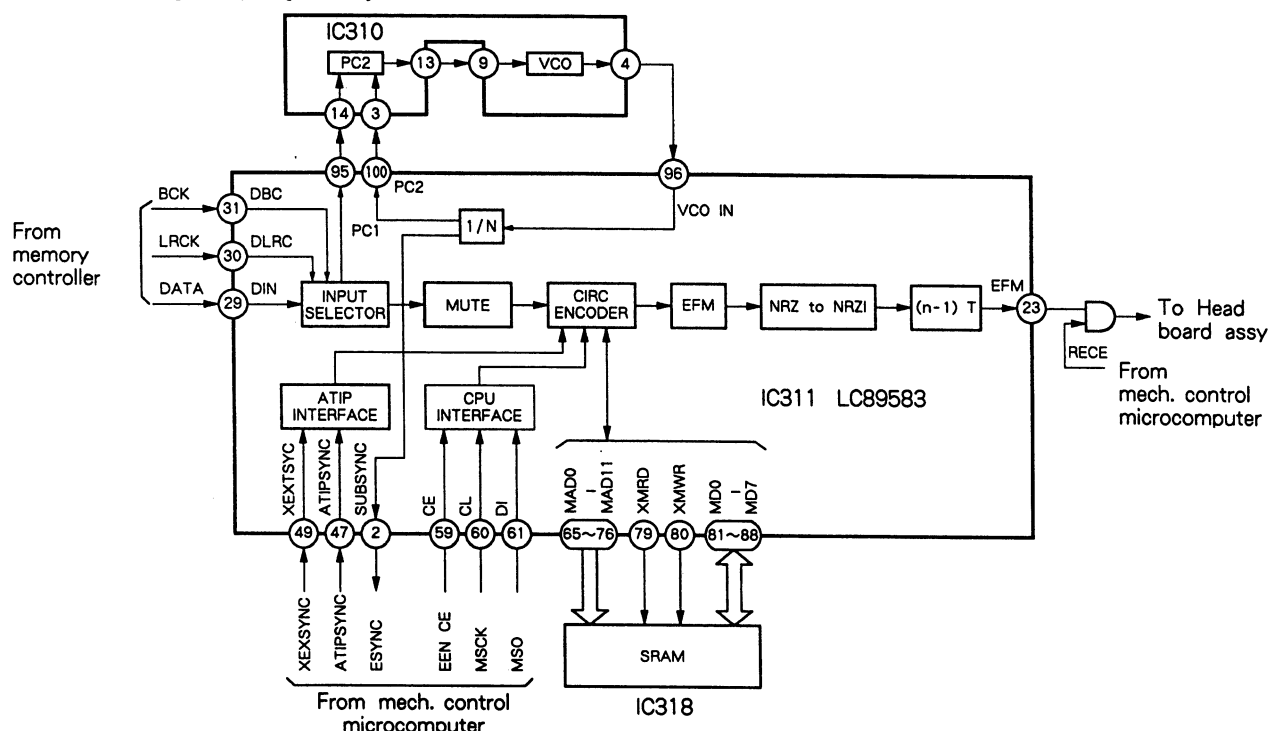 IC310
PC2
13
9
VCO
4
14
3
95
100
96
PC2
VCO IN
BCK
31
DBC
PC1
1/N
From
memory
controller
LRCK
30
DLRC
DATA
29
DIN
INPUT
SELECTOR
MUTE
CIRC
ENCODER
EFM
NRZ to NRZI
(n-1) T
EFM
23
To Head
board assy
RECE
From
mech. control
microcomputer
ATIP
INTERFACE
CPU
INTERFACE
IC311 LC89583
XEXTSYC
ATIPSYNC
SUBSYNC
CE
CL
DI
MAD0
–
MAD11
XMRD
XMWR
MD0
–
MD7
49
47
2
59
60
61
65~76
79
80
81~88
XEXSYNC
ATIPSYNC
ESYNC
EEN CE
MSCK
MSO
SRAM
From mech. control
microcomputer
IC318